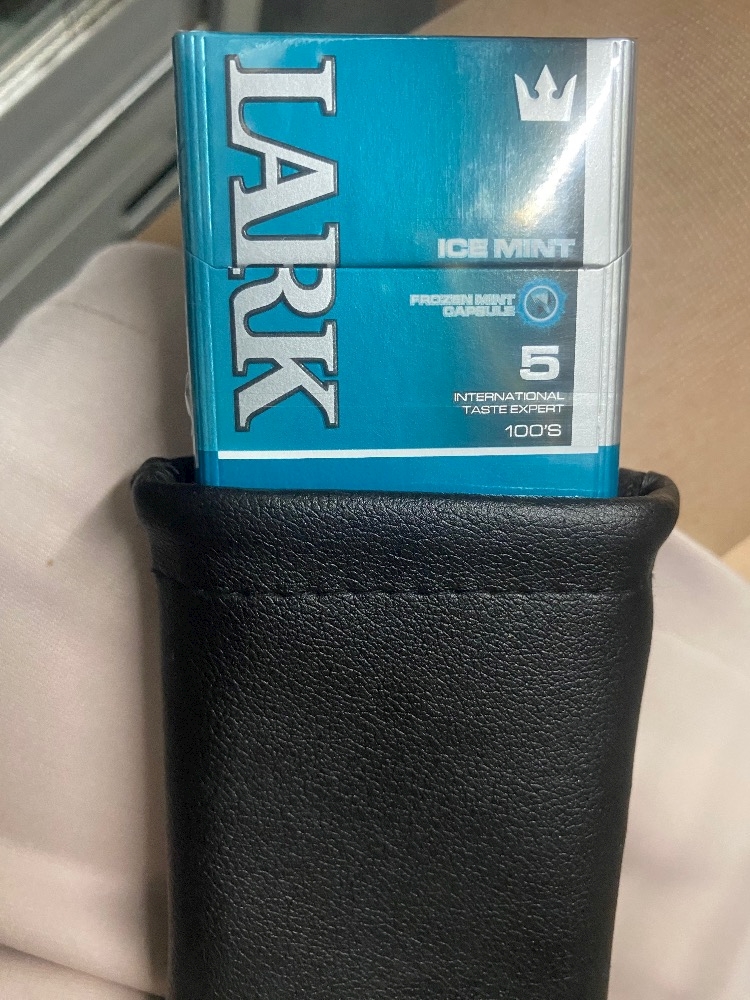 LARK
ICE MINT
FROZEN MINT
CAPSULE
5
INTERNATIONAL
TASTE EXPERT
100'S